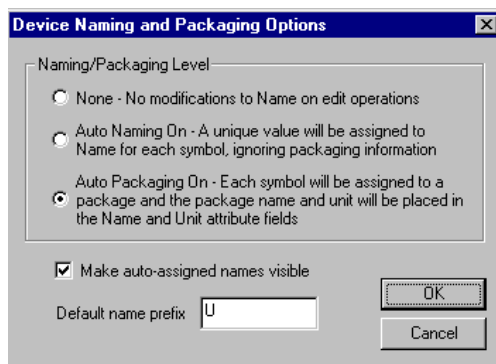 Device Naming and Packaging Options
Naming/Packaging Level
None - No modifications to Name on edit operations
Auto Naming On - A unique value will be assigned to
Name for each symbol, ignoring packaging information
Auto Packaging On - Each symbol will be assigned to a
package and the package name and unit will be placed in
the Name and Unit attribute fields
Make auto-assigned names visible
Default name prefix U
OK
Cancel